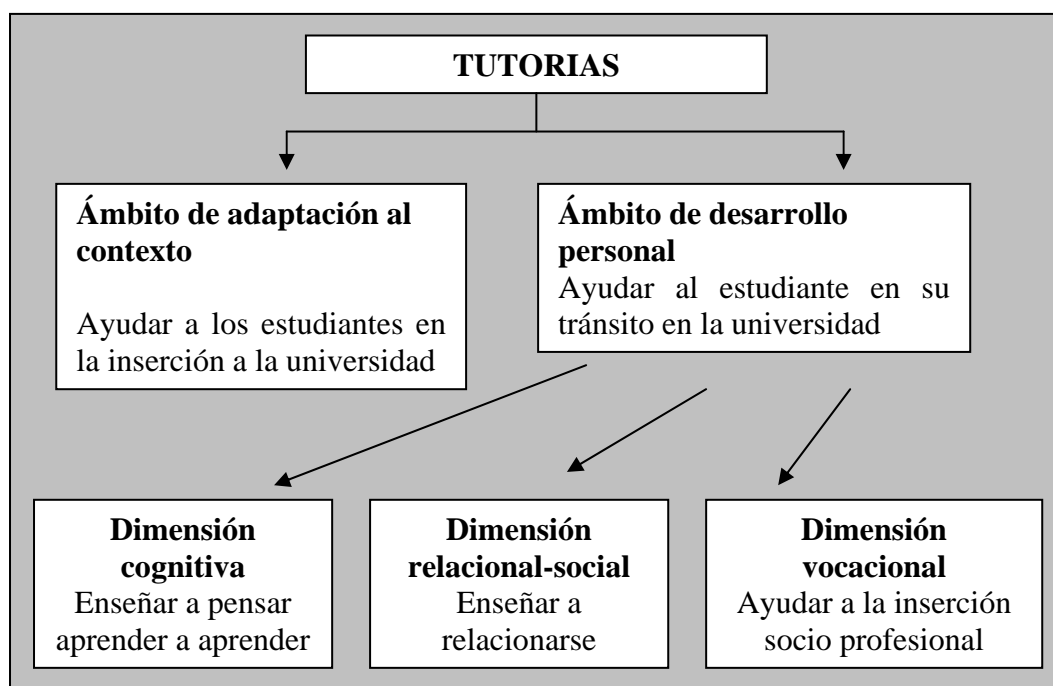 TUTORIAS
Ámbito de adaptación al
contexto
Ayudar a los estudiantes en
la inserción a la universidad
Ámbito de desarrollo
personal
Ayudar al estudiante en su
tránsito en la universidad
Dimensión
cognitiva
Enseñar a pensar
aprender a aprender
Dimensión
relacional-social
Enseñar a
relacionarse
Dimensión
vocacional
Ayudar a la inserción
socio profesional